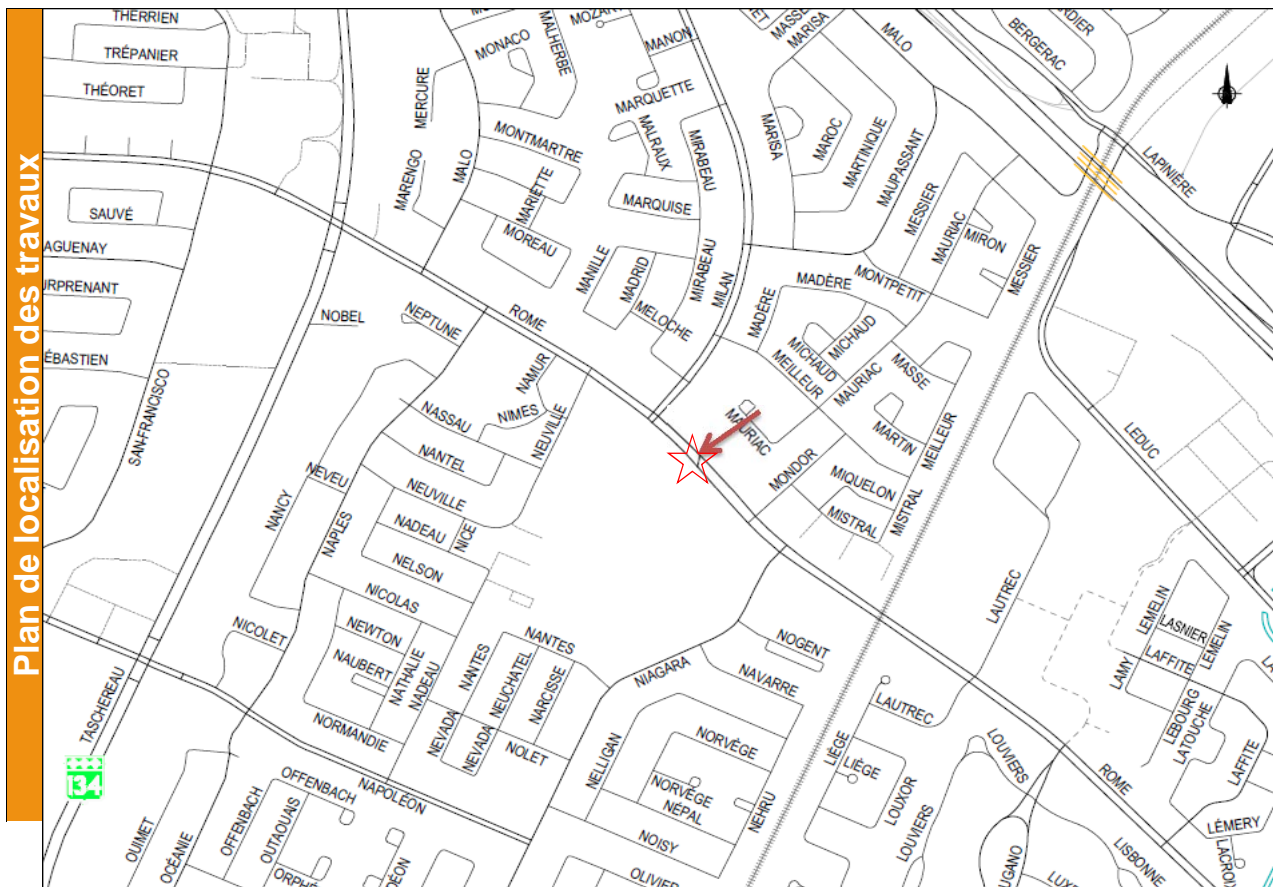 Plan de localisation des travaux
THERRIEN
TRÉPANIER
THÉORET
SAUVÉ
AGUENAY
URPRENANT
ÉBASTIEN
SAN-FRANCISCO
TASCHEREAU
134
NOBEL
MERCURE
MARENGO
MALO
MONACO
MALHERBE
MOZART
MANON
MARQUETTE
MALRAUX
MIRABEAU
MONTMARTRE
MARIETTE
MOREAU
MARQUISE
MANILLE
MADRID
MELOCHE
MIRABEAU
MILAN
MASSE
MARISA
MALO
BERGERAC
LAPINIÈRE
MARISA
MAROC
MARTINIQUE
MAUPASSANT
MESSIER
MAURIAC
MIRON
MESSIER
MADÈRE
MONTPETIT
MADÈRE
MICHAUD
MICHAUD
MEILLEUR
MAURIAC
MASSE
MARTIN
MEILLEUR
MAURIAC
MONDOR
MIQUELON
MISTRAL
MISTRAL
LEDUC
LAUTREC
ROME
NEPTUNE
NAMUR
NIMES
NEUVILLE
NASSAU
NANTEL
NEVEU
NEUVILLE
NANCY
NAPLES
NADEAU
NICE
NELSON
NICOLAS
NICOLET
NEWTON
NAUBERT
NATHALIE
NADEAU
NANTES
NANTES
NEUCHATEL
NARCISSE
NEVADA
NEVADA
NOLET
NORMANDIE
NAPOLÉON
NIAGARA
NOGENT
NAVARRE
NELLIGAN
NORVÈGE
NORVÈGE
NÉPAL
NEHRU
NOISY
OLIVIER
OUIMET
OCÉANIE
OFFENBACH
OFFENBACH
OUTAOUAIS
LAUTREC
LIÈGE
LIÈGE
LOUXOR
LOUVIERS
LOUVIERS
ROME
LISBONNE
LEMELIN
LASNIER
LEMELIN
LAFFITE
LAMY
LEBOURG
LATOUCHE
LAFFITE
LÉMERY